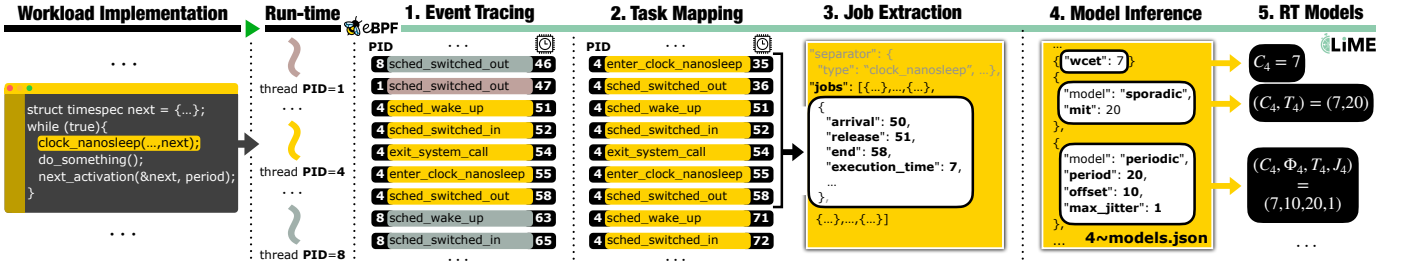 Workload Implementation
. . .
struct timespec next = {…};
while (true){
clock_nanosleep(…,next);
do_something();
next_activation(&next, period);
}
. . .
Run-time
thread PID=1
...
thread PID=4
...
thread PID=8
eBPF
1. Event Tracing
PID
. . .
8 sched_switched_out 46
1 sched_switched_out 47
4 sched_wake_up 51
4 sched_switched_in 52
4 exit_system_call 54
4 enter_clock_nanosleep 55
4 sched_switched_out 58
8 sched_wake_up 63
8 sched_switched_in 65
. . .
2. Task Mapping
PID
. . .
4 enter_clock_nanosleep 35
4 sched_switched_out 36
4 sched_wake_up 51
4 sched_switched_in 52
4 exit_system_call 54
4 enter_clock_nanosleep 55
4 sched_switched_out 58
4 sched_wake_up 71
4 sched_switched_in 72
. . .
3. Job Extraction
"separator": {
"type": "clock_nanosleep", …},
"jobs": [{…},…,{…},
{
"arrival": 50,
"release": 51,
"end": 58,
"execution_time": 7,
...
},
{…},…,{…}]
4. Model Inference
...
{ "wcet": 7 }
{
"model": "sporadic",
"mit": 20
},
{
"model": "periodic",
"period": 20,
"offset": 10,
"max_jitter": 1
},
...
4~models.json
5. RT Models
LiME
C₄ = 7
(C₄, T₄) = (7,20)
(C₄, Φ₄, T₄, J₄)
=
(7,10,20,1)
. . .